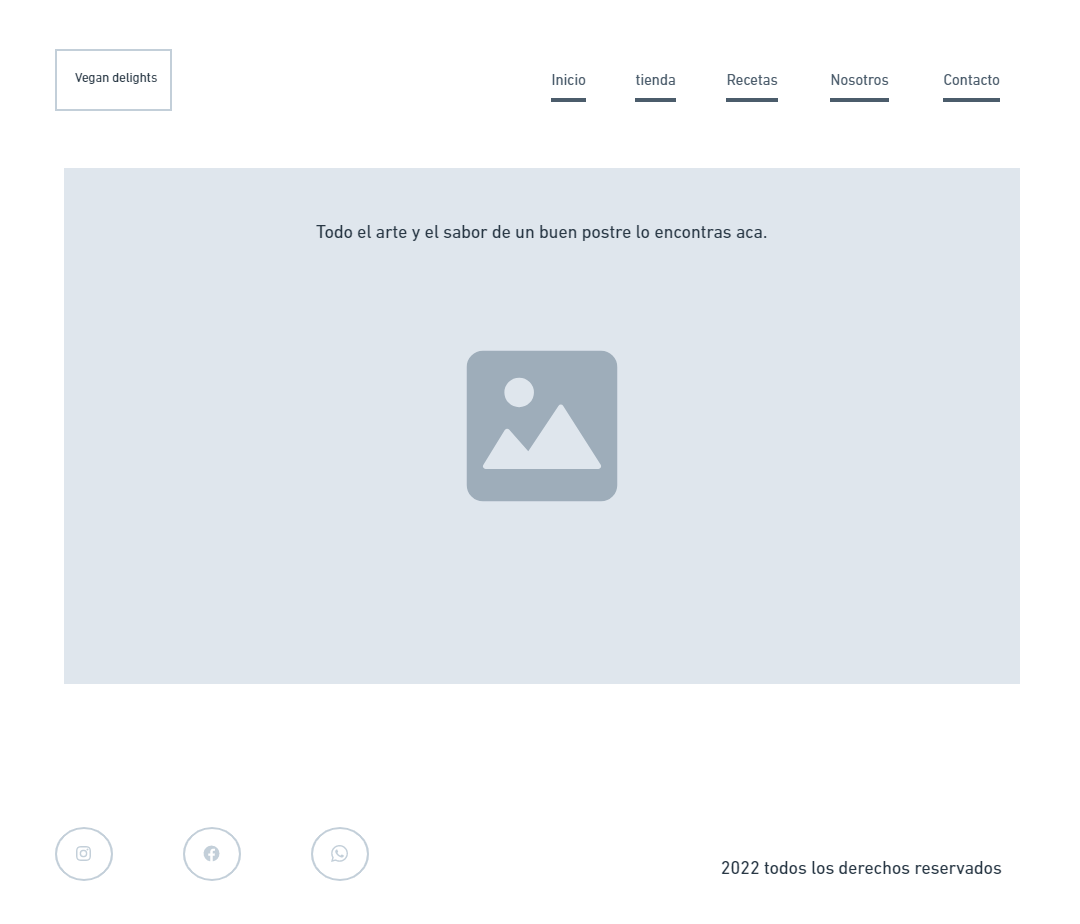 Vegan delights
Inicio tienda Recetas Nosotros Contacto
Todo el arte y el sabor de un buen postre lo encontras aca.
2022 todos los derechos reservados